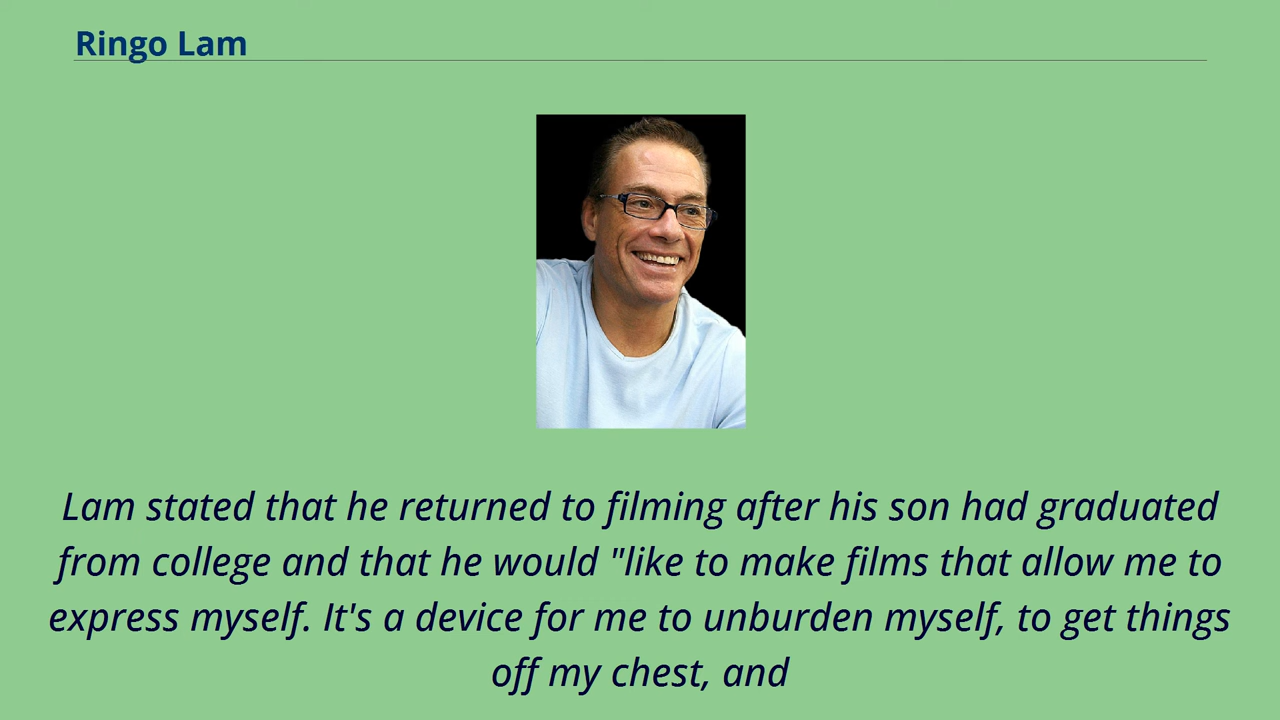 Ringo Lam
Lam stated that he returned to filming after his son had graduated
from college and that he would "like to make films that allow me to
express myself. It's a device for me to unburden myself, to get things
off my chest, and